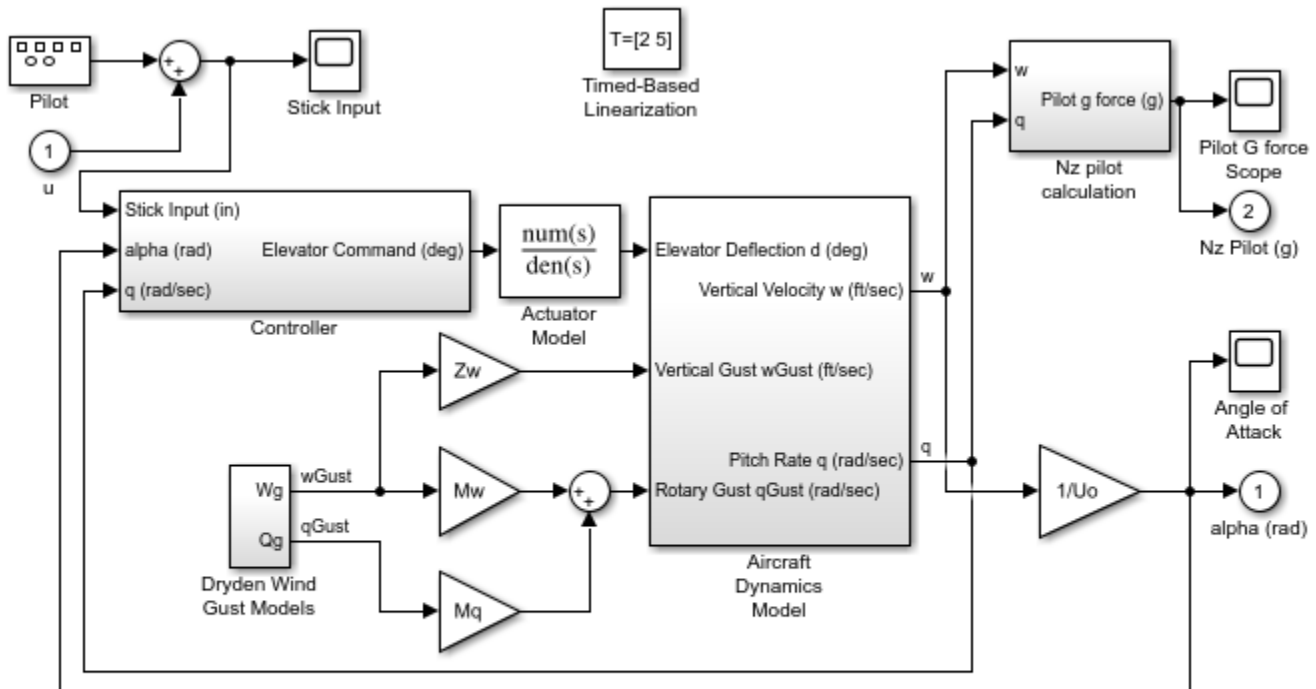 Pilot
1
u
+
+
Stick Input
T=[2 5]
Timed-Based
Linearization
w
q
Pilot g force (g)
Nz pilot
calculation
Pilot G force
Scope
2
Nz Pilot (g)
Stick Input (in)
alpha (rad)
q (rad/sec)
Elevator Command (deg)
Controller
num(s)
den(s)
Actuator
Model
Elevator Deflection d (deg)
Vertical Velocity w (ft/sec)
Vertical Gust wGust (ft/sec)
Pitch Rate q (rad/sec)
Rotary Gust qGust (rad/sec)
Aircraft
Dynamics
Model
w
q
Zw
Mw
Mq
+
+
Wg
Qg
wGust
qGust
Dryden Wind
Gust Models
1/Uo
Angle of
Attack
1
alpha (rad)